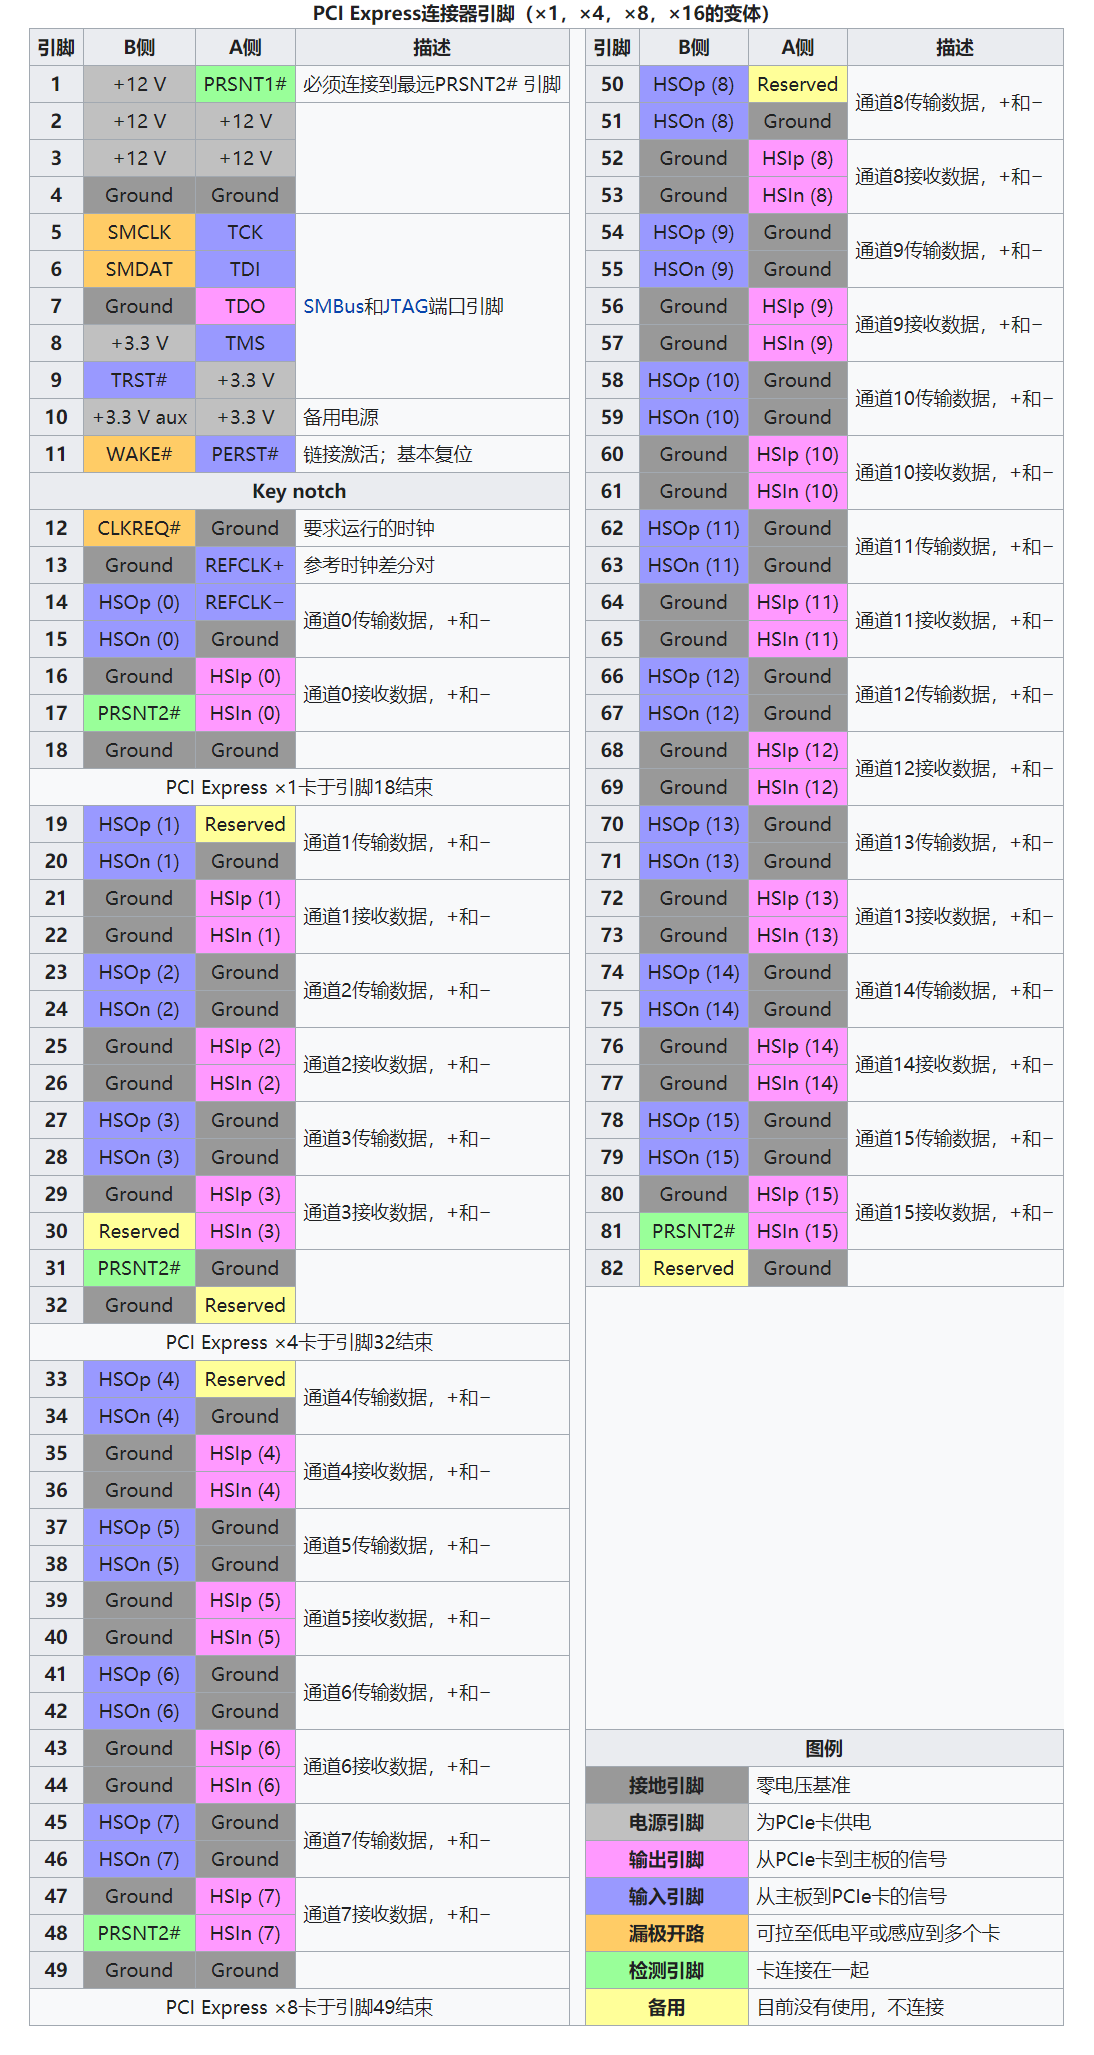 PCI Express连接器引脚（×1，×4，×8，×16的变体）
引脚 B侧 A侧 描述
1 +12 V PRSNT1# 必须连接到最远PRSNT2# 引脚
2 +12 V +12 V
3 +12 V +12 V
4 Ground Ground
5 SMCLK TCK
6 SMDAT TDI
7 Ground TDO SMBus和JTAG端口引脚
8 +3.3 V TMS
9 TRST# +3.3 V
10 +3.3 V aux +3.3 V 备用电源
11 WAKE# PERST# 链接激活；基本复位
Key notch
12 CLKREQ# Ground 要求运行的时钟
13 Ground REFCLK+ 参考时钟差分对
14 HSOp (0) REFCLK− 通道0传输数据，+和−
15 HSOn (0) Ground
16 Ground HSIp (0) 通道0接收数据，+和−
17 PRSNT2# HSIn (0)
18 Ground Ground
PCI Express ×1卡于引脚18结束
19 HSOp (1) Reserved 通道1传输数据，+和−
20 HSOn (1) Ground
21 Ground HSIp (1) 通道1接收数据，+和−
22 Ground HSIn (1)
23 HSOp (2) Ground 通道2传输数据，+和−
24 HSOn (2) Ground
25 Ground HSIp (2) 通道2接收数据，+和−
26 Ground HSIn (2)
27 HSOp (3) Ground 通道3传输数据，+和−
28 HSOn (3) Ground
29 Ground HSIp (3) 通道3接收数据，+和−
30 Reserved HSIn (3)
31 PRSNT2# Ground
32 Ground Reserved
PCI Express ×4卡于引脚32结束
33 HSOp (4) Reserved 通道4传输数据，+和−
34 HSOn (4) Ground
35 Ground HSIp (4) 通道4接收数据，+和−
36 Ground HSIn (4)
37 HSOp (5) Ground 通道5传输数据，+和−
38 HSOn (5) Ground
39 Ground HSIp (5) 通道5接收数据，+和−
40 Ground HSIn (5)
41 HSOp (6) Ground 通道6传输数据，+和−
42 HSOn (6) Ground
43 Ground HSIp (6) 通道6接收数据，+和−
44 Ground HSIn (6)
45 HSOp (7) Ground 通道7传输数据，+和−
46 HSOn (7) Ground
47 Ground HSIp (7) 通道7接收数据，+和−
48 PRSNT2# HSIn (7)
49 Ground Ground
PCI Express ×8卡于引脚49结束
引脚 B侧 A侧 描述
50 HSOp (8) Reserved 通道8传输数据，+和−
51 HSOn (8) Ground
52 Ground HSIp (8) 通道8接收数据，+和−
53 Ground HSIn (8)
54 HSOp (9) Ground 通道9传输数据，+和−
55 HSOn (9) Ground
56 Ground HSIp (9) 通道9接收数据，+和−
57 Ground HSIn (9)
58 HSOp (10) Ground 通道10传输数据，+和−
59 HSOn (10) Ground
60 Ground HSIp (10) 通道10接收数据，+和−
61 Ground HSIn (10)
62 HSOp (11) Ground 通道11传输数据，+和−
63 HSOn (11) Ground
64 Ground HSIp (11) 通道11接收数据，+和−
65 Ground HSIn (11)
66 HSOp (12) Ground 通道12传输数据，+和−
67 HSOn (12) Ground
68 Ground HSIp (12) 通道12接收数据，+和−
69 Ground HSIn (12)
70 HSOp (13) Ground 通道13传输数据，+和−
71 HSOn (13) Ground
72 Ground HSIp (13) 通道13接收数据，+和−
73 Ground HSIn (13)
74 HSOp (14) Ground 通道14传输数据，+和−
75 HSOn (14) Ground
76 Ground HSIp (14) 通道14接收数据，+和−
77 Ground HSIn (14)
78 HSOp (15) Ground 通道15传输数据，+和−
79 HSOn (15) Ground
80 Ground HSIp (15) 通道15接收数据，+和−
81 PRSNT2# HSIn (15)
82 Reserved Ground
图例
接地引脚 零电压基准
电源引脚 为PCIe卡供电
输出引脚 从PCIe卡到主板的信号
输入引脚 从主板到PCIe卡的信号
漏极开路 可拉至低电平或感应到多个卡
检测引脚 卡连接在一起
备用 目前没有使用，不连接